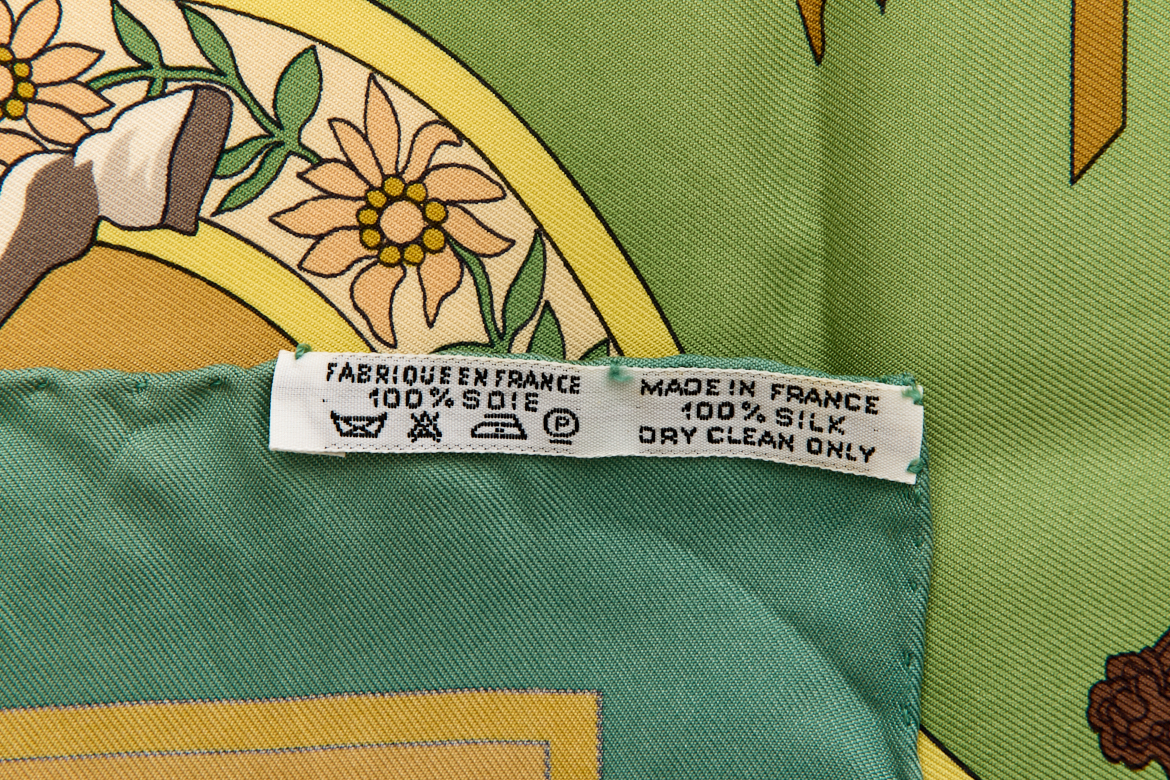 FABRIQUE EN FRANCE
100% SOIE
P
MADE IN FRANCE
100% SILK
DRY CLEAN ONLY